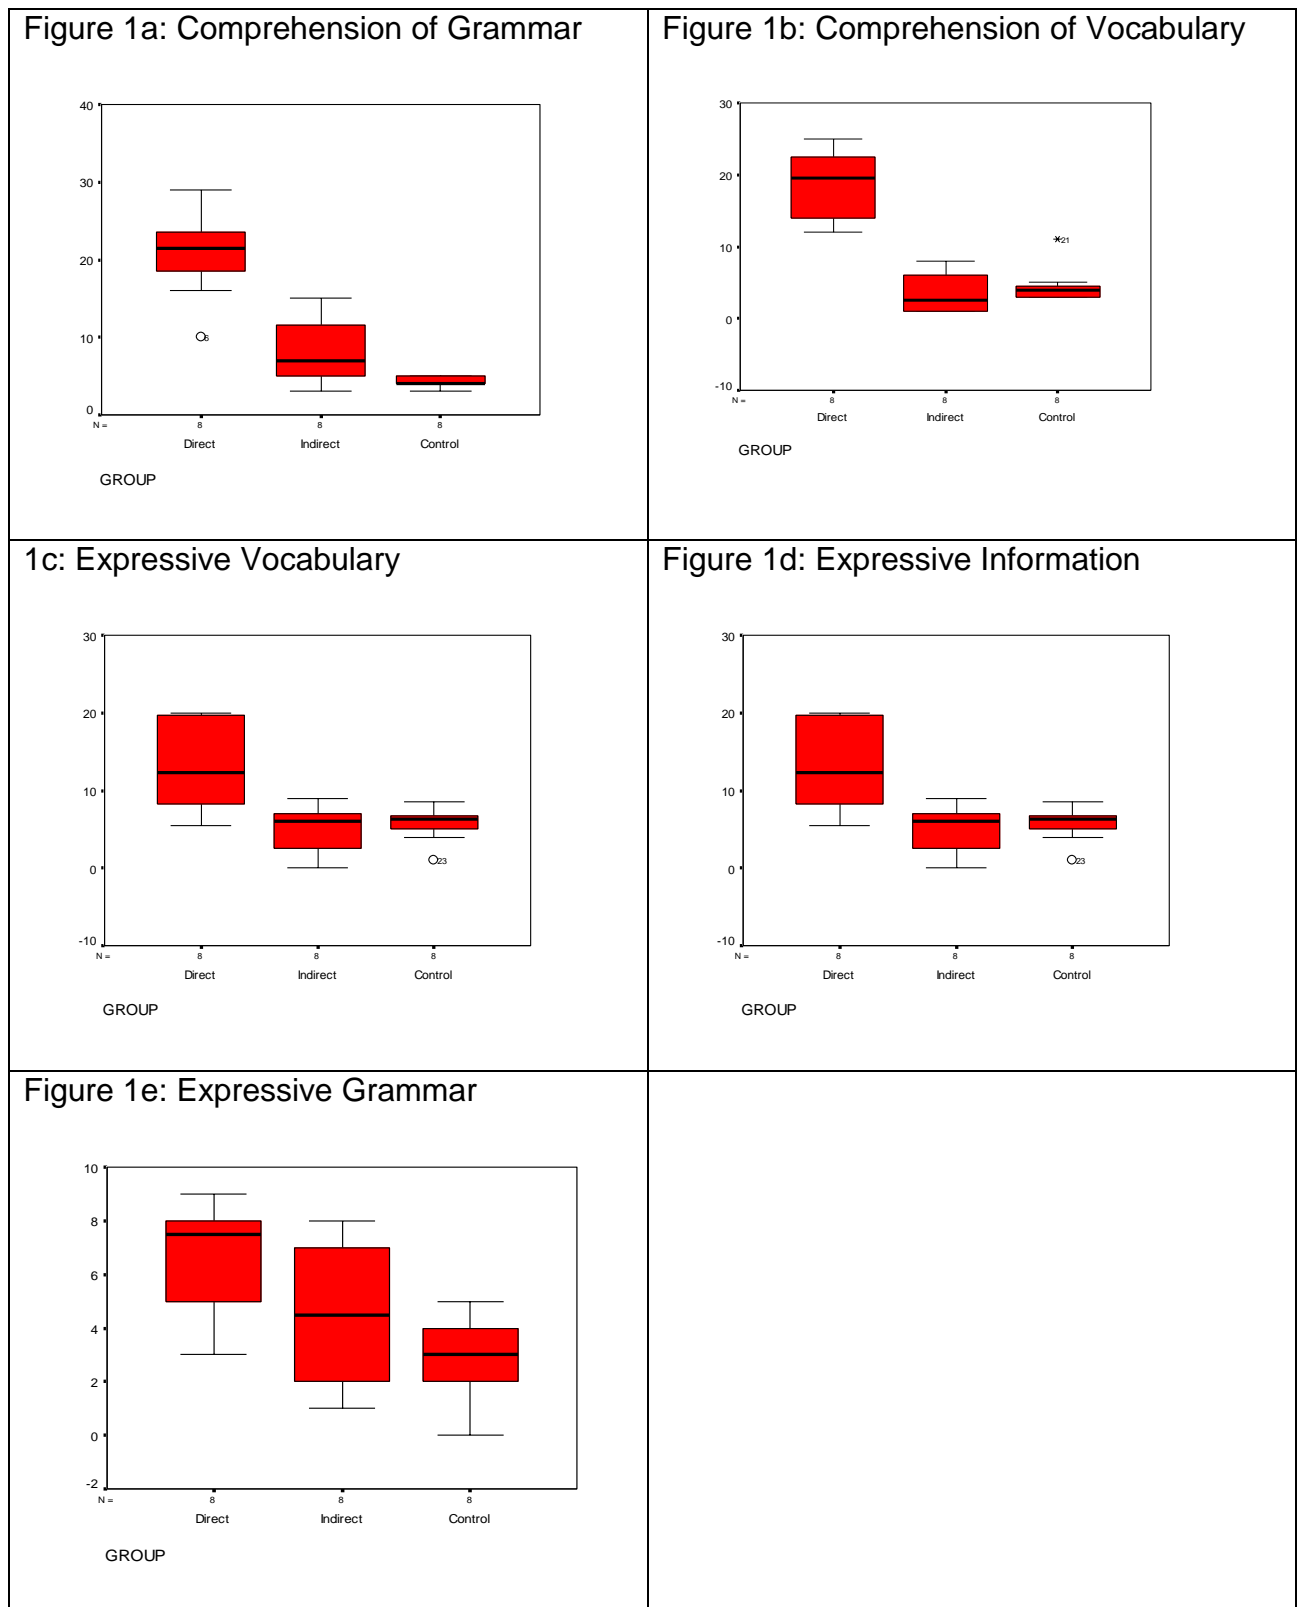 Figure 1a: Comprehension of Grammar
40
30
20
10
0
6
N =
8
8
8
Direct
Indirect
Control
GROUP
Figure 1b: Comprehension of Vocabulary
30
20
10
0
-10
21
N =
8
8
8
Direct
Indirect
Control
GROUP
1c: Expressive Vocabulary
30
20
10
0
-10
23
N =
8
8
8
Direct
Indirect
Control
GROUP
Figure 1d: Expressive Information
30
20
10
0
-10
23
N =
8
8
8
Direct
Indirect
Control
GROUP
Figure 1e: Expressive Grammar
10
8
6
4
2
0
-2
N =
8
8
8
Direct
Indirect
Control
GROUP